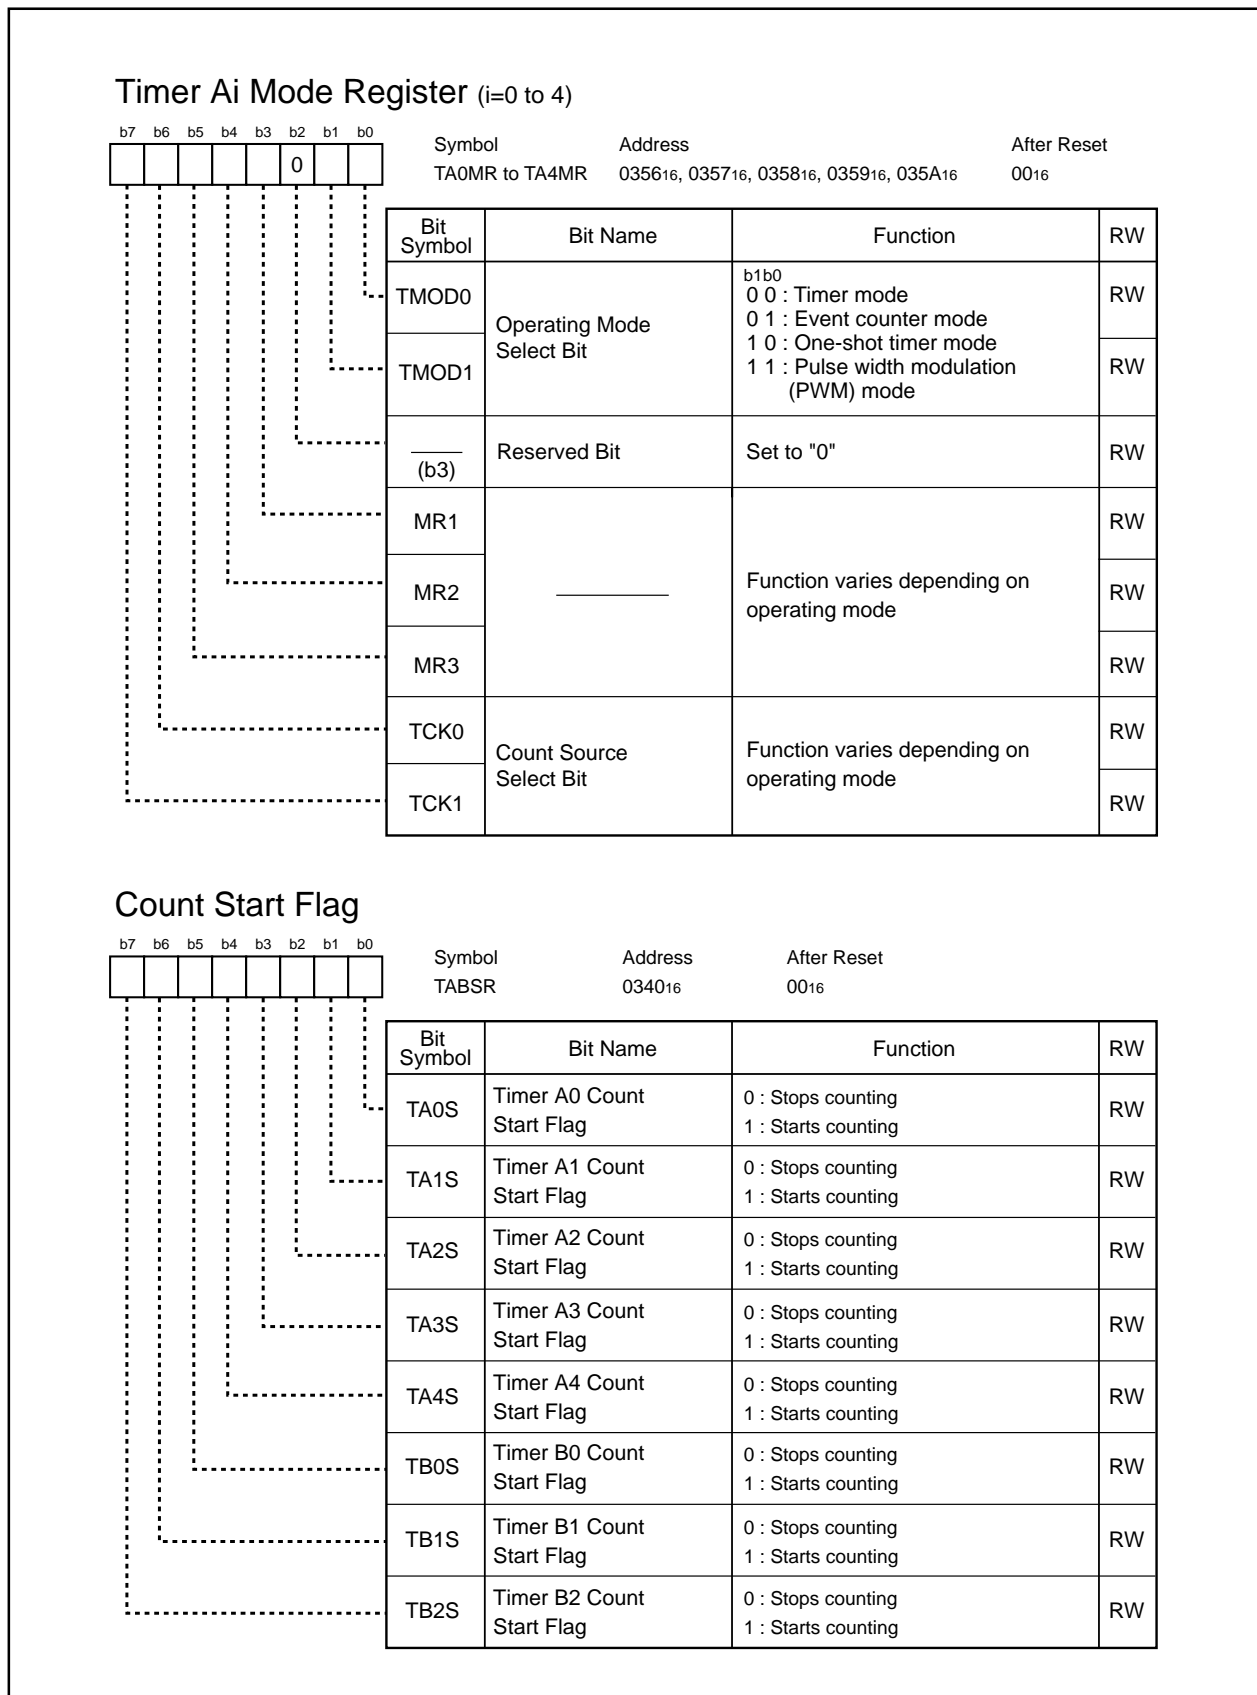 Timer Ai Mode Register (i=0 to 4)
b7 b6 b5 b4 b3 b2 b1 b0
0
Symbol Address After Reset
TA0MR to TA4MR 035616, 035716, 035816, 035916, 035A16 0016
Bit Symbol Bit Name Function RW
TMOD0 RW
TMOD1 RW
Operating Mode
Select Bit
b1b0
0 0 : Timer mode
0 1 : Event counter mode
1 0 : One-shot timer mode
1 1 : Pulse width modulation
(PWM) mode
(b3) Reserved Bit Set to "0" RW
MR1 RW
MR2 RW
MR3 RW
Function varies depending on
operating mode
TCK0 RW
TCK1 RW
Count Source
Select Bit
Function varies depending on
operating mode
Count Start Flag
b7 b6 b5 b4 b3 b2 b1 b0
Symbol Address After Reset
TABSR 034016 0016
Bit Symbol Bit Name Function RW
TA0S Timer A0 Count 0 : Stops counting RW
Start Flag 1 : Starts counting
TA1S Timer A1 Count 0 : Stops counting RW
Start Flag 1 : Starts counting
TA2S Timer A2 Count 0 : Stops counting RW
Start Flag 1 : Starts counting
TA3S Timer A3 Count 0 : Stops counting RW
Start Flag 1 : Starts counting
TA4S Timer A4 Count 0 : Stops counting RW
Start Flag 1 : Starts counting
TB0S Timer B0 Count 0 : Stops counting RW
Start Flag 1 : Starts counting
TB1S Timer B1 Count 0 : Stops counting RW
Start Flag 1 : Starts counting
TB2S Timer B2 Count 0 : Stops counting RW
Start Flag 1 : Starts counting